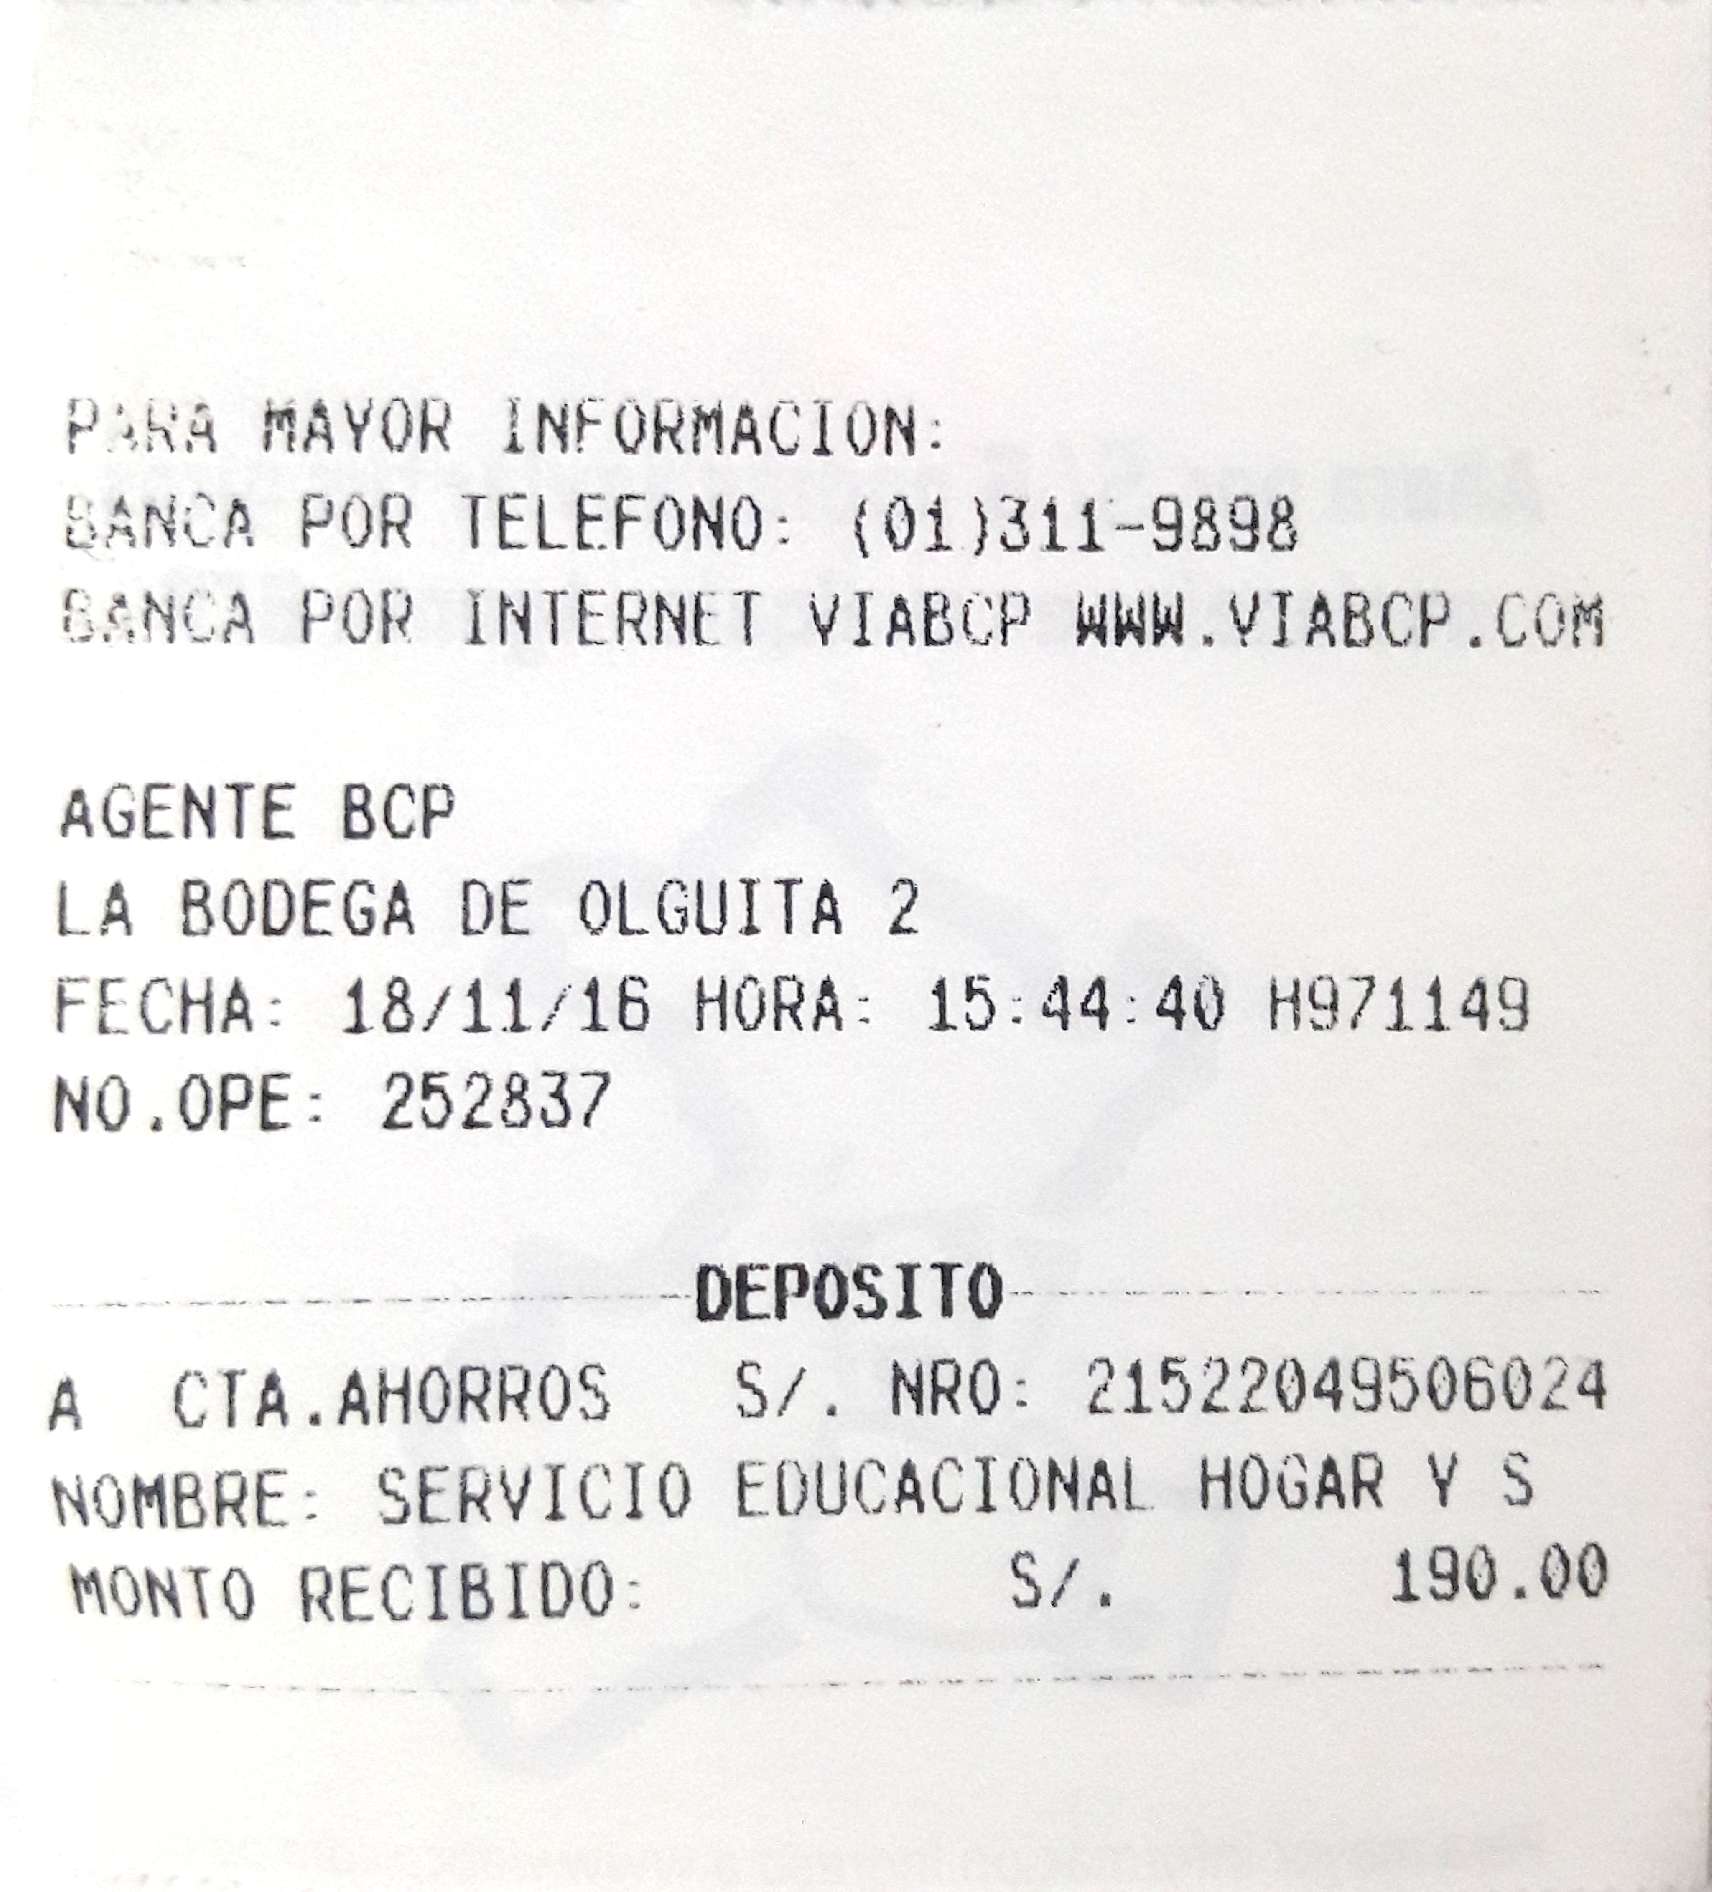 PARA MAYOR INFORMACION:
BANCA POR TELEFONO: (01)311-9898
BANCA POR INTERNET VIABCP WWW.VIABCP.COM
AGENTE BCP
LA BODEGA DE OLGUITA 2
FECHA: 18/11/16 HORA: 15:44:40 H971149
NO.OPE: 252837
DEPOSITO
A CTA.AHORROS S/. NRO: 21522049506024
NOMBRE: SERVICIO EDUCACIONAL HOGAR Y S
MONTO RECIBIDO: S/. 190.00